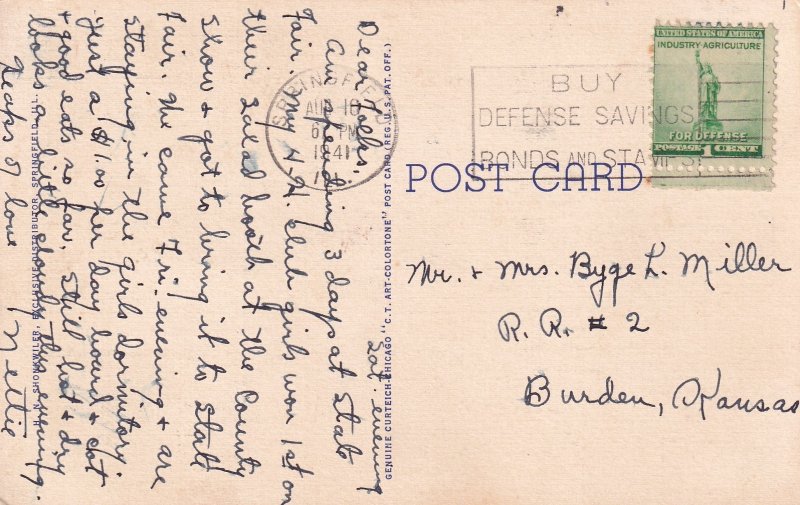 Sat. evening
Dear Folks,
Am spending 3 days at State
Fair. My 4-H. club girls won 1st on
their salad booth at the County
Show & got to bring it to State
Fair. We came Fri. evening & are
staying in the girls dormitory.
Just a $1.00 per day board & cot
& good eats so far. Still hot & dry
looks a little cloudy this evening.
Heaps of love
Nettie
H. N. SHONKWILER, EXCLUSIVE DISTRIBUTOR, SPRINGFIELD, ILL.
GENUINE CURTEICH-CHICAGO "C.T. ART-COLORTONE" POST CARD (REG. U.S. PAT. OFF.)
SPRINGFIELD
AUG 10
6 PM
1941
BUY
DEFENSE SAVINGS
BONDS AND STAMPS
UNITED STATES OF AMERICA
INDUSTRY·AGRICULTURE
FOR DEFENSE
POSTAGE 1 CENT
POST CARD
Mr. & Mrs. Byge L. Miller
R. R. # 2
Burden, Kansas